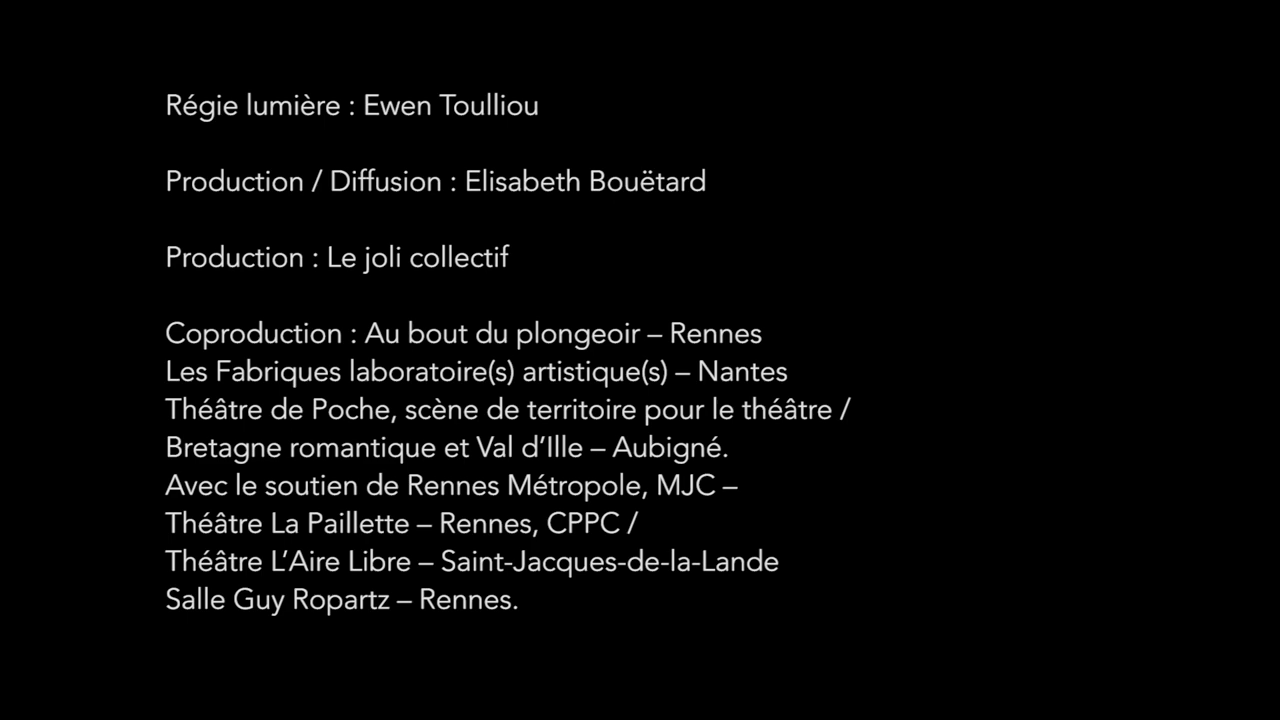 Régie lumière : Ewen Toulliou
Production / Diffusion : Elisabeth Bouëtard
Production : Le joli collectif
Coproduction : Au bout du plongeoir – Rennes
Les Fabriques laboratoire(s) artistique(s) – Nantes
Théâtre de Poche, scène de territoire pour le théâtre /
Bretagne romantique et Val d’Ille – Aubigné.
Avec le soutien de Rennes Métropole, MJC –
Théâtre La Paillette – Rennes, CPPC /
Théâtre L’Aire Libre – Saint-Jacques-de-la-Lande
Salle Guy Ropartz – Rennes.